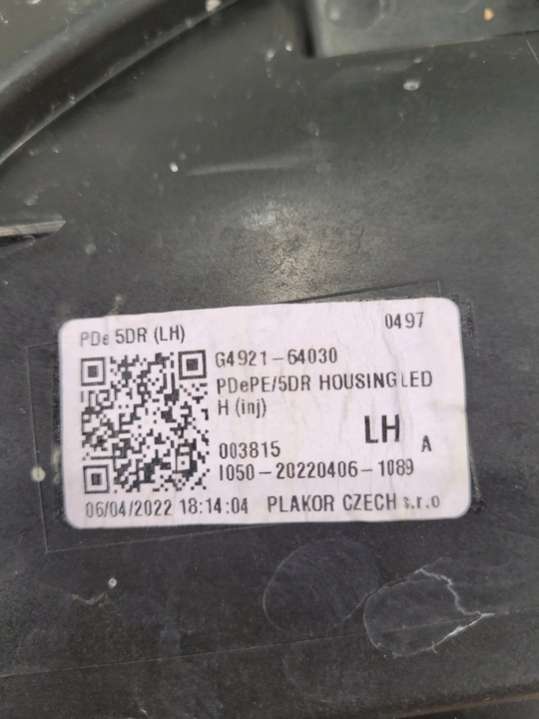 PDe 5DR (LH)
0497
G4921-64030
PDePE/5DR HOUSING LED
H (inj)
LH A
003815
I050-20220406-1089
06/04/2022 18:14:04 PLAKOR CZECH s.r.o